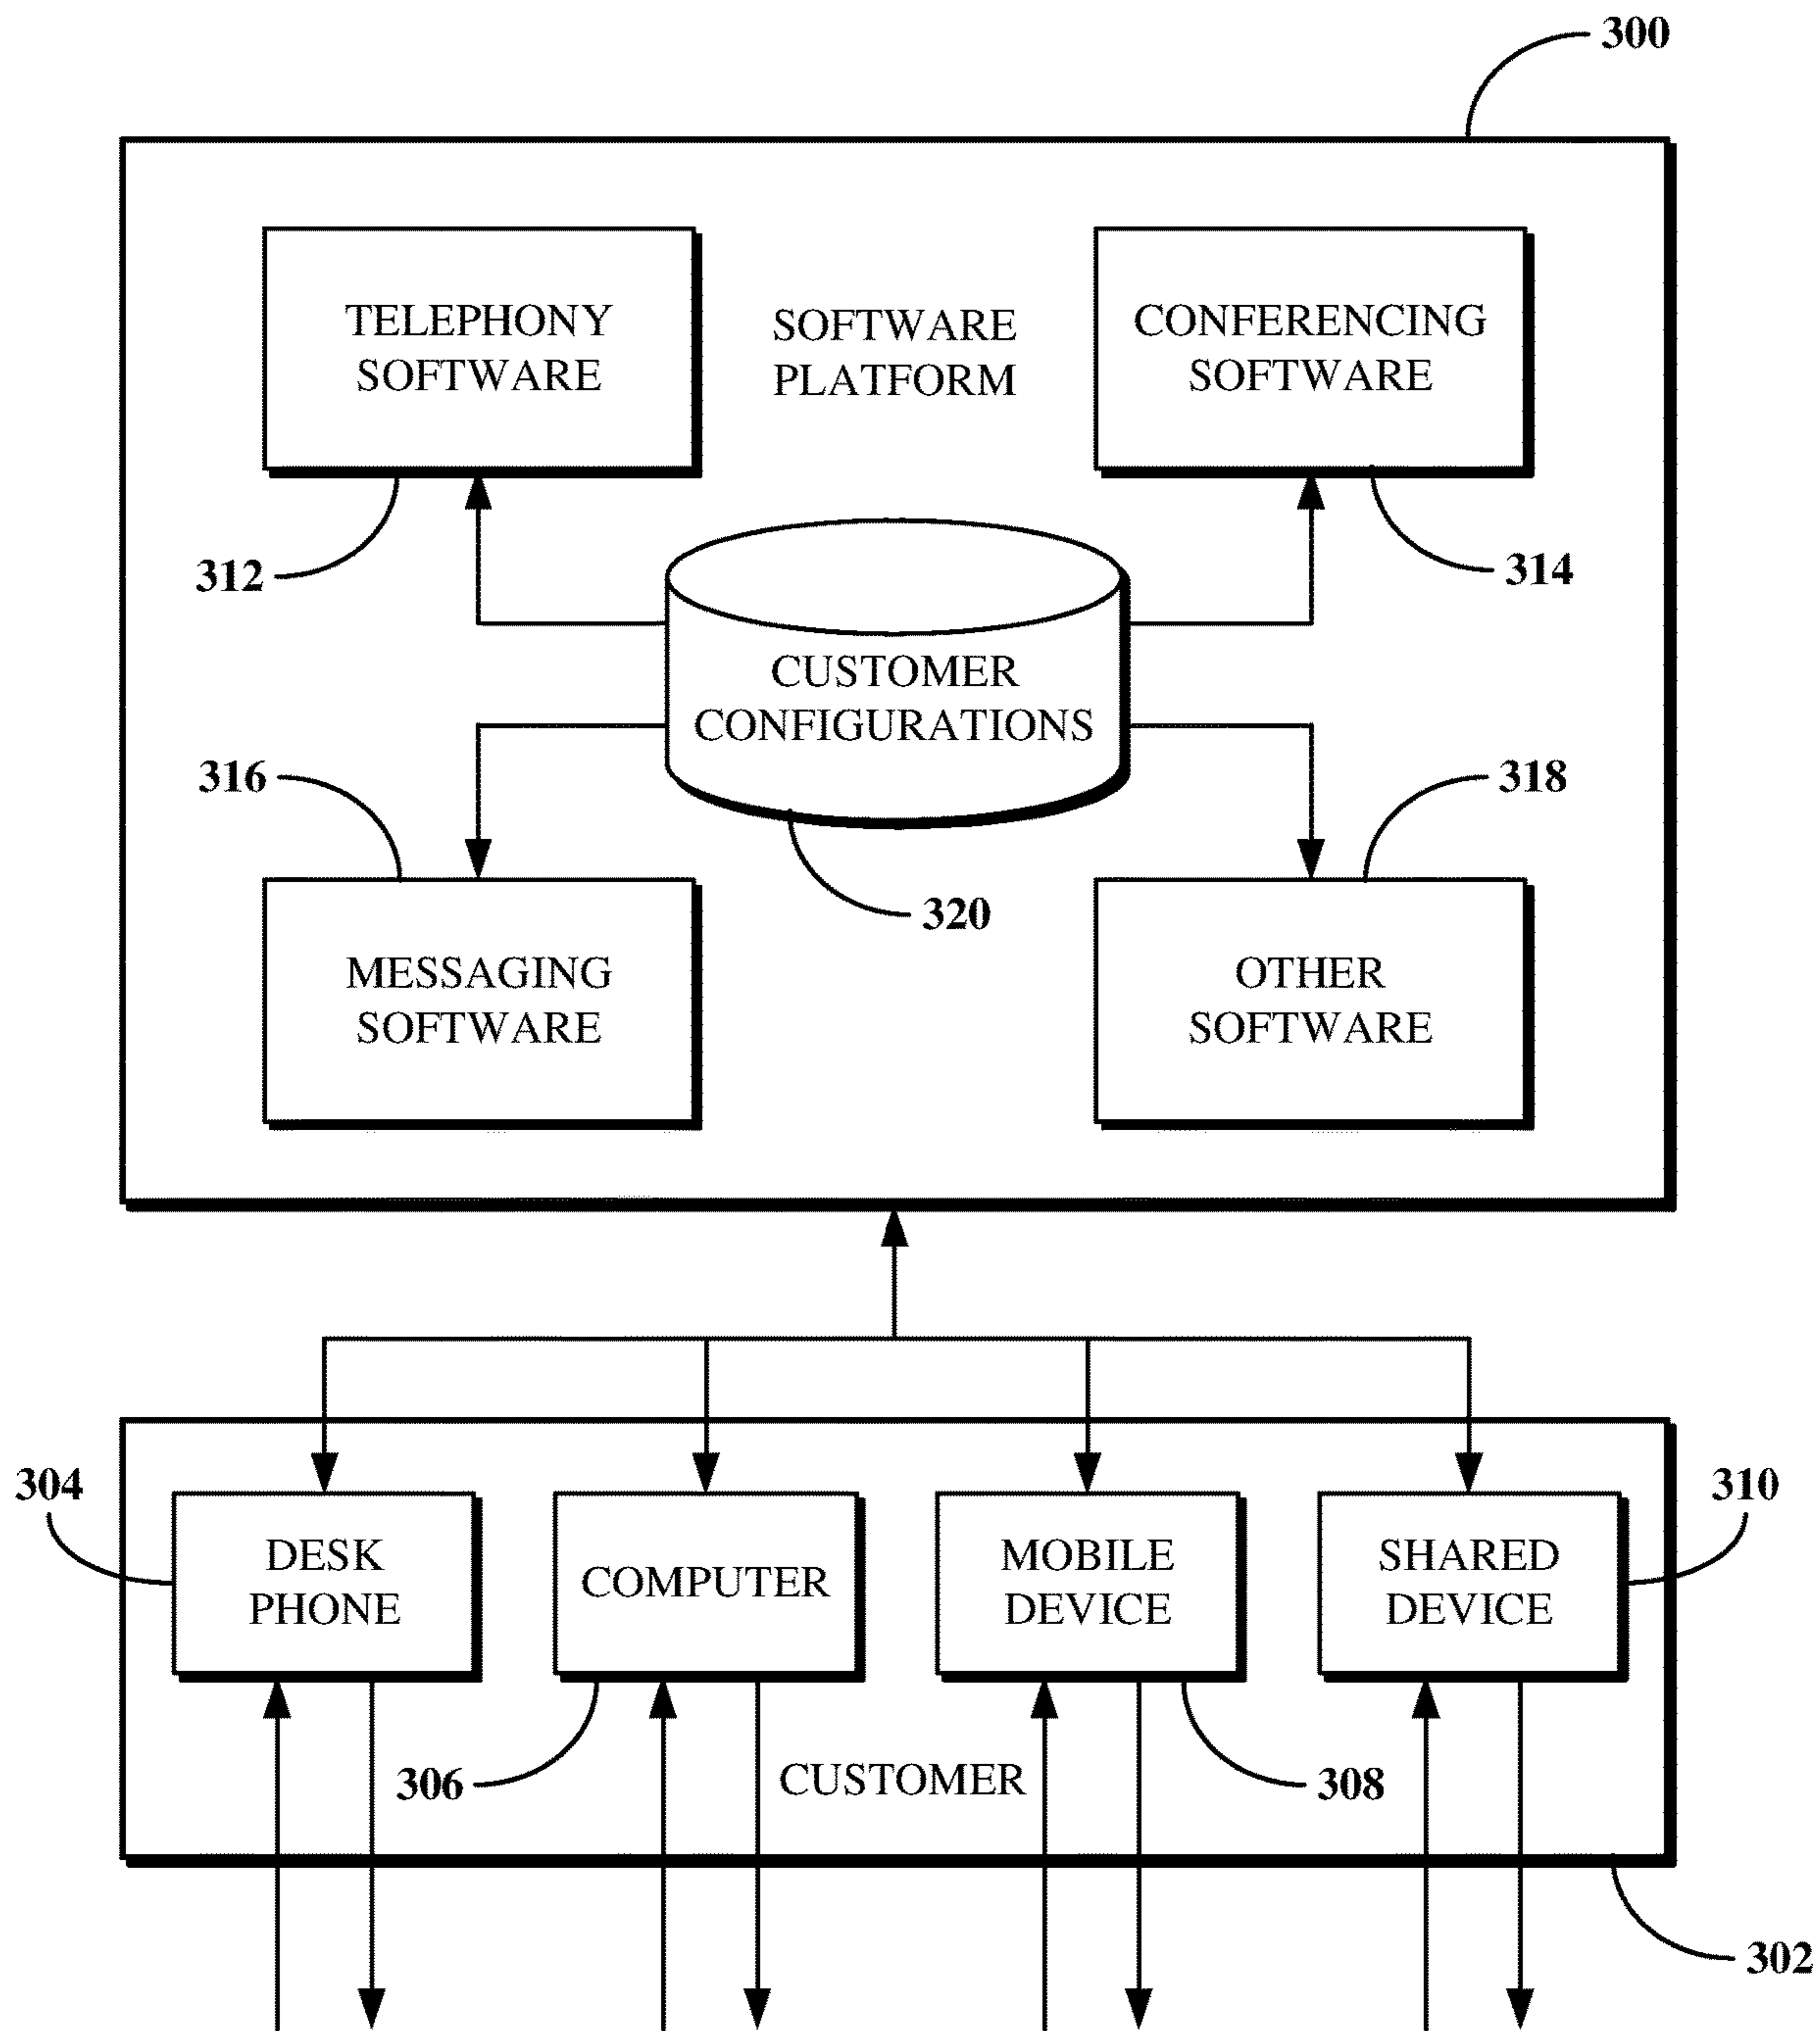 300
TELEPHONY
SOFTWARE
SOFTWARE
PLATFORM
CONFERENCING
SOFTWARE
312
314
CUSTOMER
CONFIGURATIONS
316
318
320
MESSAGING
SOFTWARE
OTHER
SOFTWARE
304
310
DESK
PHONE
COMPUTER
MOBILE
DEVICE
SHARED
DEVICE
306
CUSTOMER
308
302